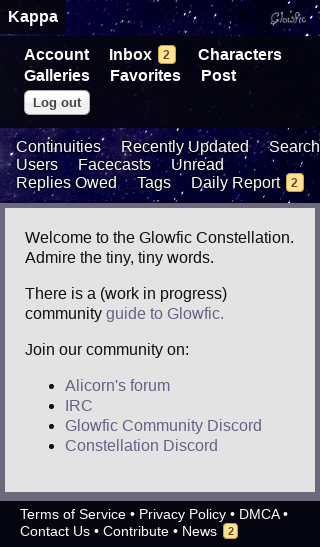 Kappa
Glowfic
Account Inbox 2 Characters
Galleries Favorites Post
Log out
Continuities Recently Updated Search
Users Facecasts Unread
Replies Owed Tags Daily Report 2
Welcome to the Glowfic Constellation.
Admire the tiny, tiny words.
There is a (work in progress)
community guide to Glowfic.
Join our community on:
• Alicorn's forum
• IRC
• Glowfic Community Discord
• Constellation Discord
Terms of Service • Privacy Policy • DMCA •
Contact Us • Contribute • News 2